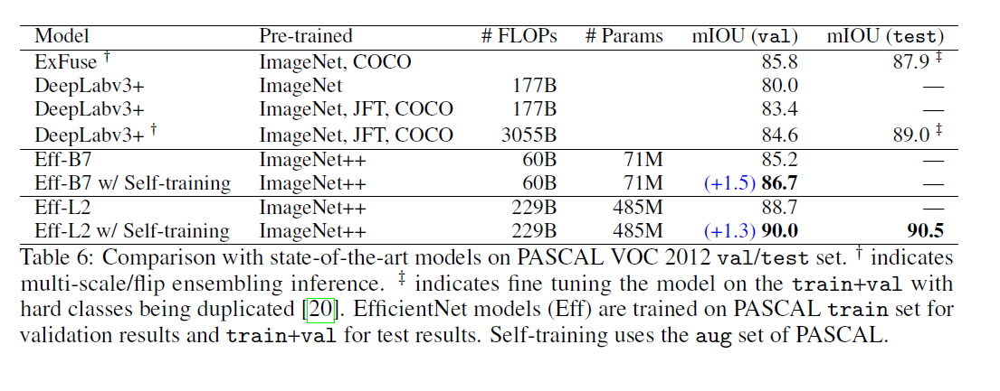 Model Pre-trained # FLOPs # Params mIOU (val) mIOU (test)
ExFuse † ImageNet, COCO 85.8 87.9 ‡
DeepLabv3+ ImageNet 177B 80.0 —
DeepLabv3+ ImageNet, JFT, COCO 177B 83.4 —
DeepLabv3+ † ImageNet, JFT, COCO 3055B 84.6 89.0 ‡
Eff-B7 ImageNet++ 60B 71M 85.2 —
Eff-B7 w/ Self-training ImageNet++ 60B 71M (+1.5) 86.7 —
Eff-L2 ImageNet++ 229B 485M 88.7 —
Eff-L2 w/ Self-training ImageNet++ 229B 485M (+1.3) 90.0 90.5
Table 6: Comparison with state-of-the-art models on PASCAL VOC 2012 val/test set. † indicates
multi-scale/flip ensembling inference. ‡ indicates fine tuning the model on the train+val with
hard classes being duplicated [20]. EfficientNet models (Eff) are trained on PASCAL train set for
validation results and train+val for test results. Self-training uses the aug set of PASCAL.